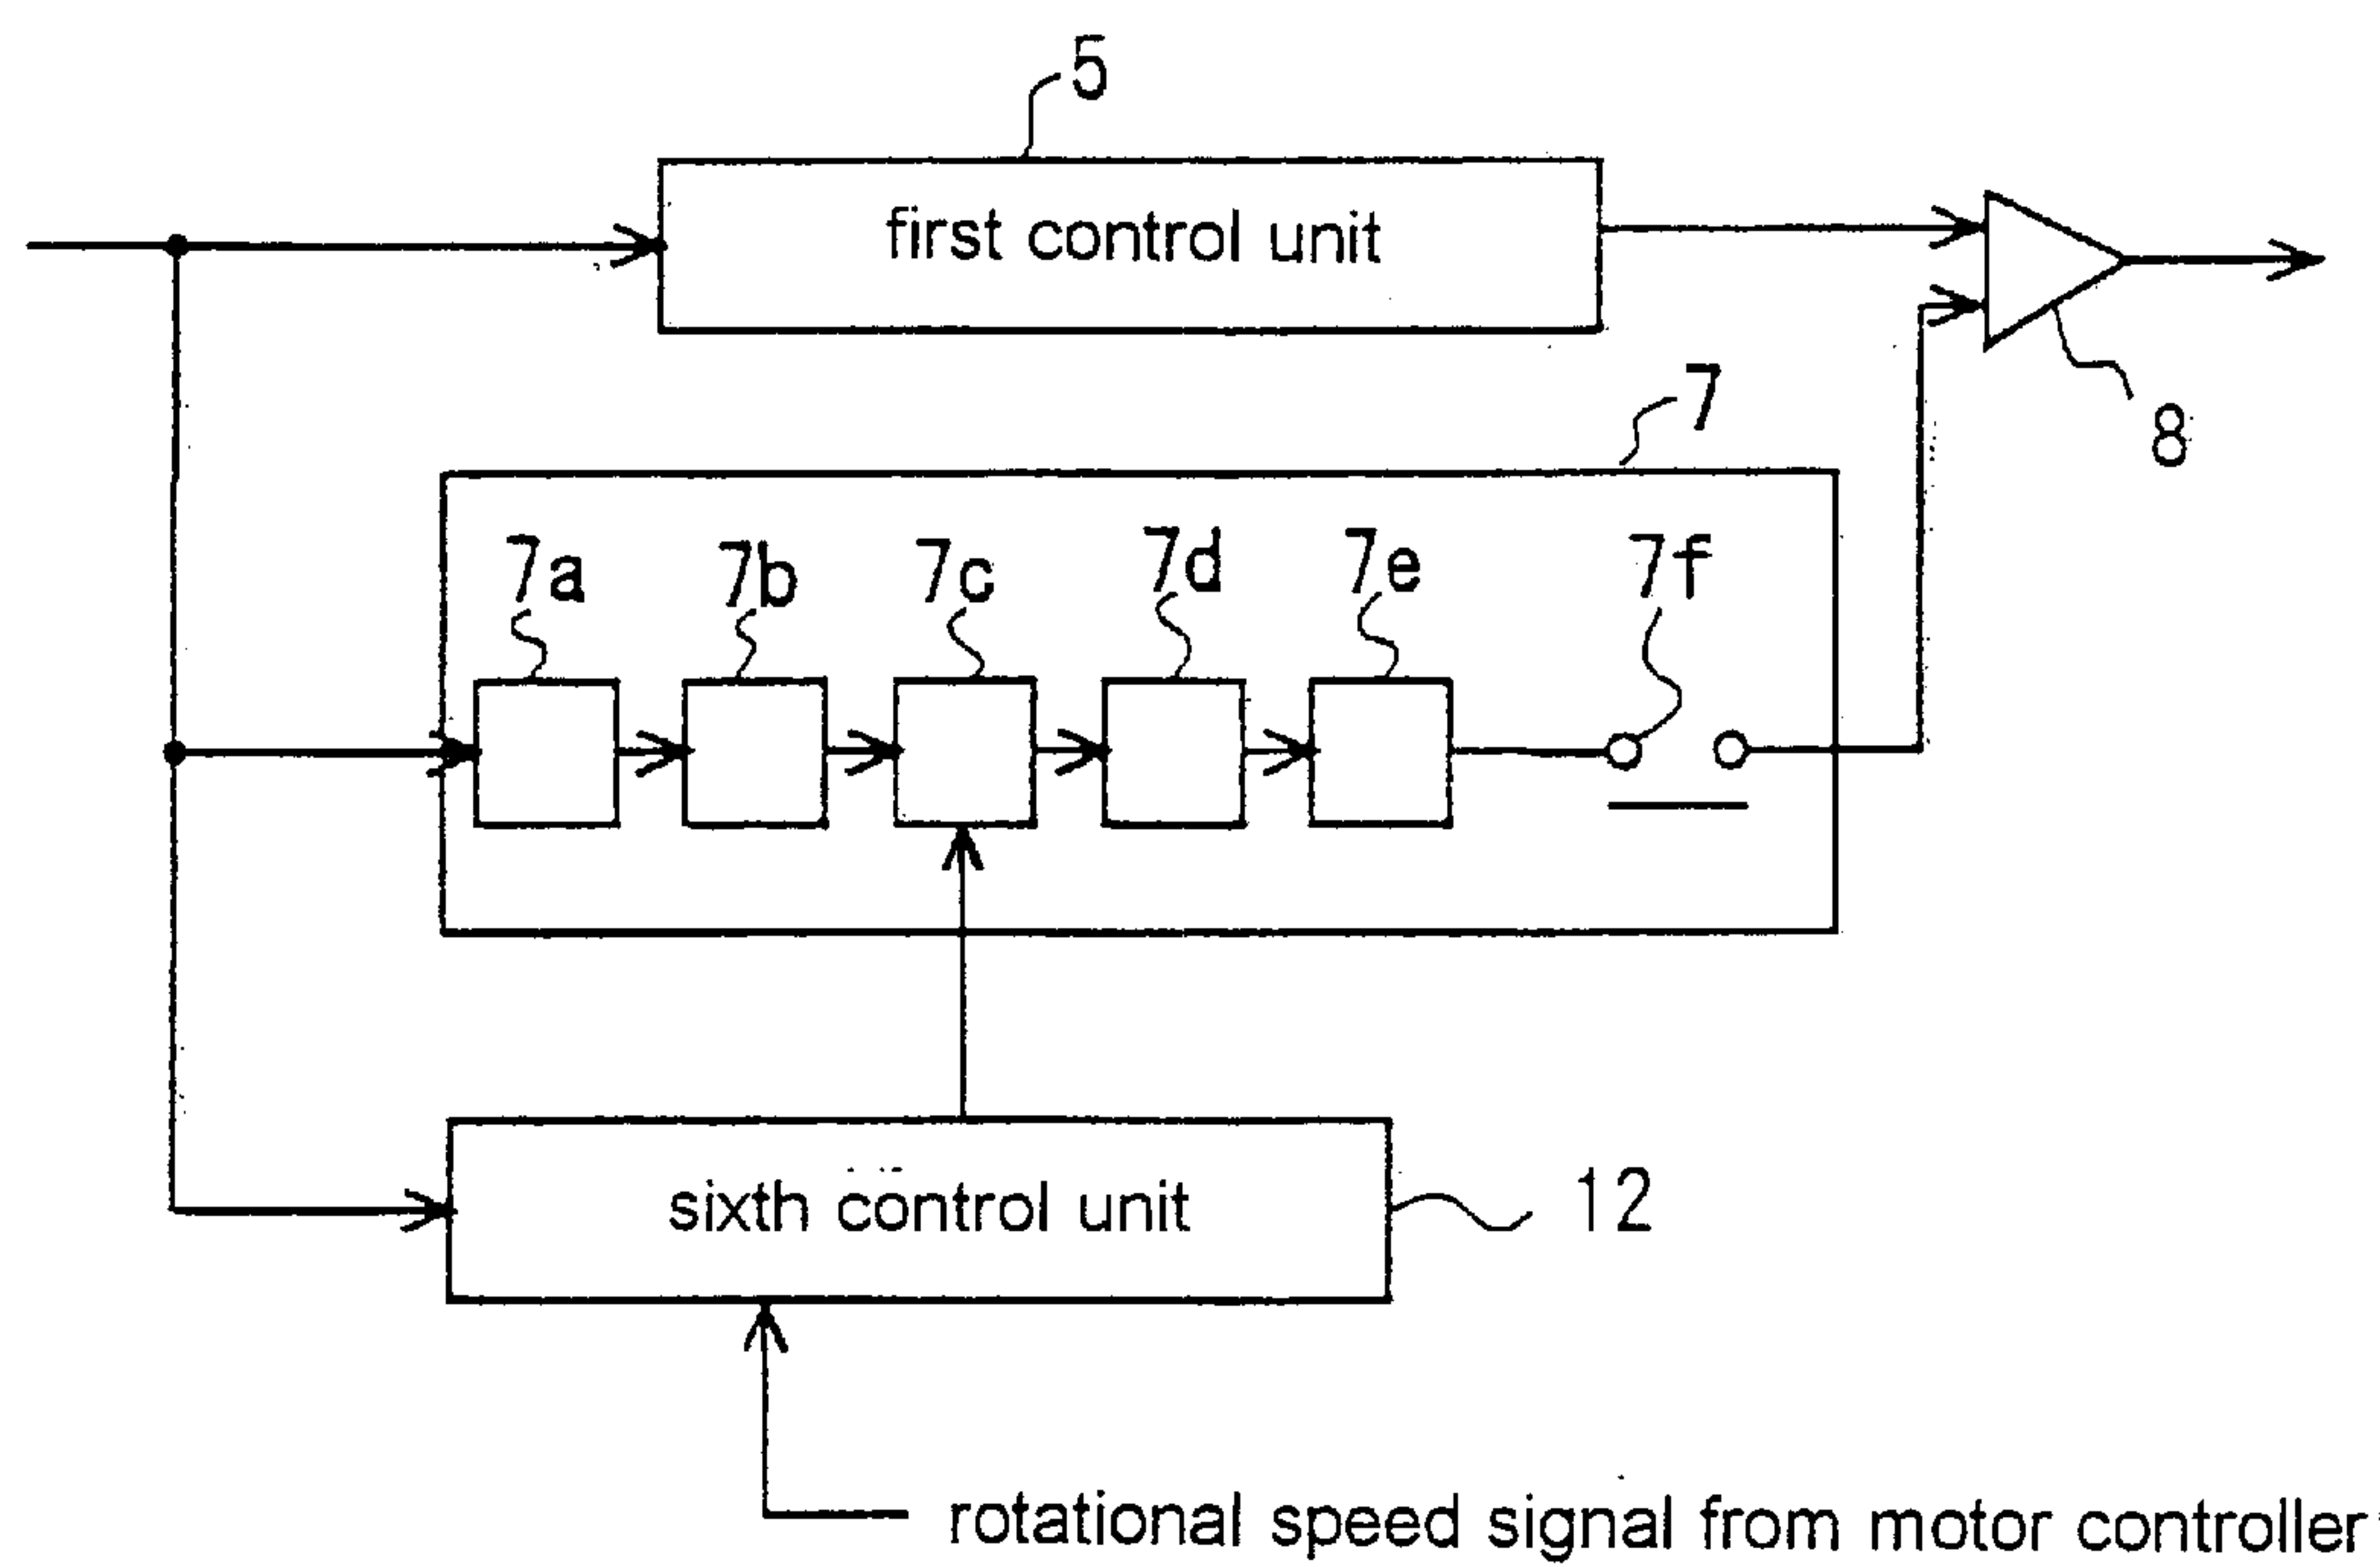 5
first control unit
8
7
7a 7b 7c 7d 7e 7f
sixth control unit
12
rotational speed signal from motor controller